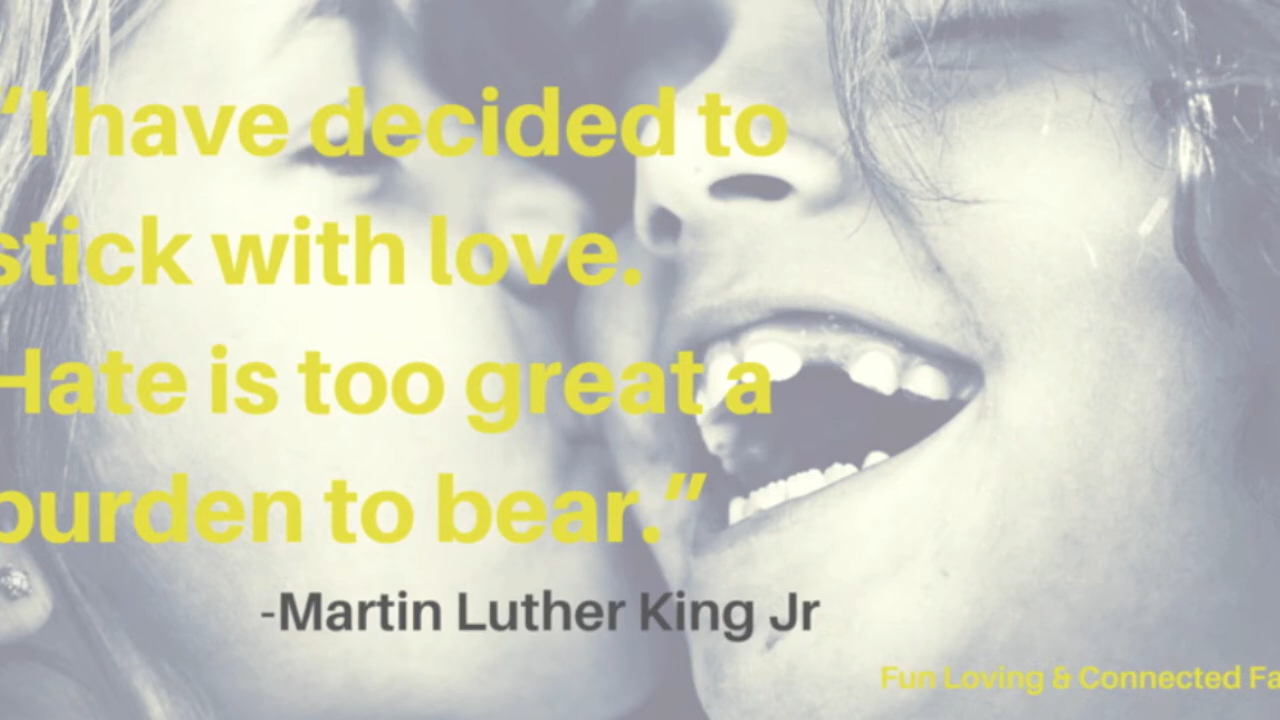 “I have decided to
stick with love.
Hate is too great a
burden to bear.”
-Martin Luther King Jr
Fun Loving & Connected Fa